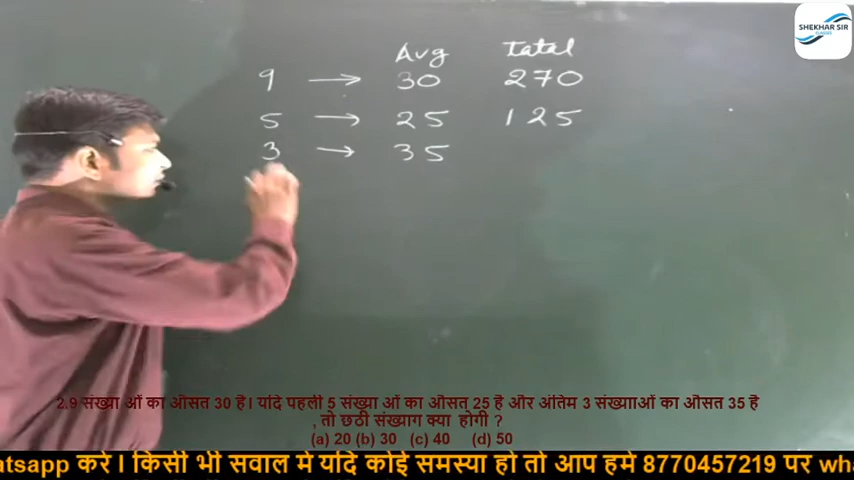 SHEKHAR SIR
CLASSES
Avg Tatal
9 → 30 270
5 → 25 125
3 → 35
2.9 संख्या ओं का औसत 30 है। यदि पहली 5 संख्या ओं का औसत 25 है और अंतिम 3 संख्यााओं का औसत 35 है
, तो छठी संख्याग क्या होगी ?
(a) 20 (b) 30 (c) 40 (d) 50
atsapp करे । किसी भी सवाल मे यदि कोई समस्या हो तो आप हमे 8770457219 पर wha